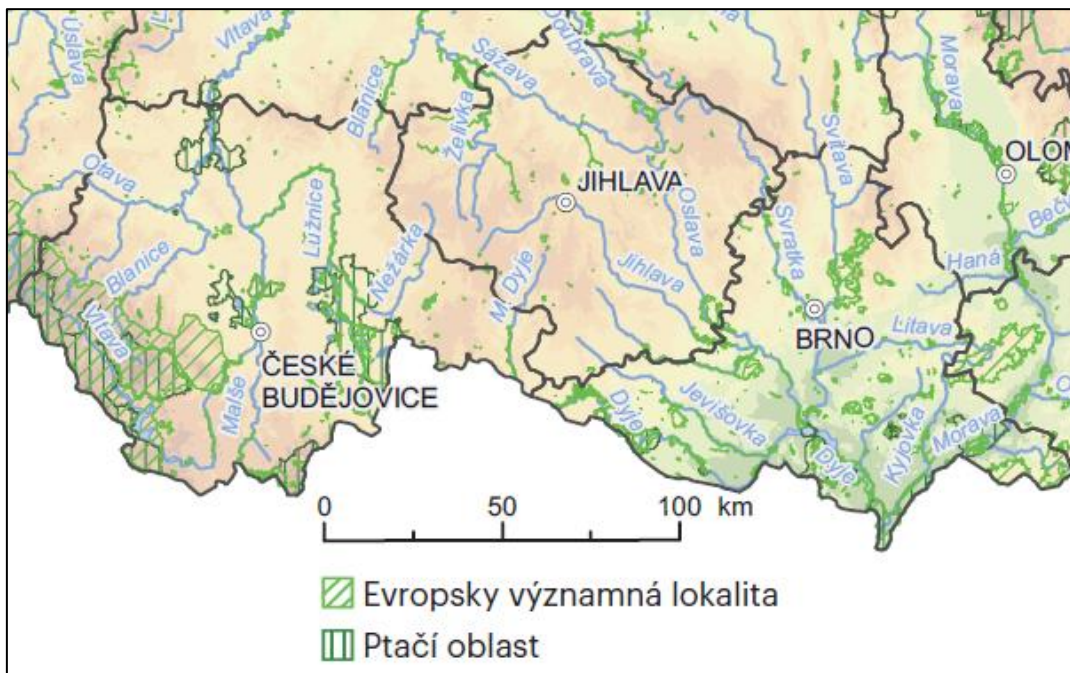 Úslava
Vltava
Blanice
Sázava
Doubrava
Želivka
Svitava
Morava
OLOM
Otava
JIHLAVA
Bečv
Lužnice
Oslava
Svratka
Blanice
Nežárka
M. Dyje
Jihlava
Haná
Vltava
BRNO
Litava
ČESKÉ
BUDĚJOVICE
Malše
Dyje
Jevišovka
Dyje
Kyjovka
Morava
0 50 100 km
Evropsky významná lokalita
Ptačí oblast